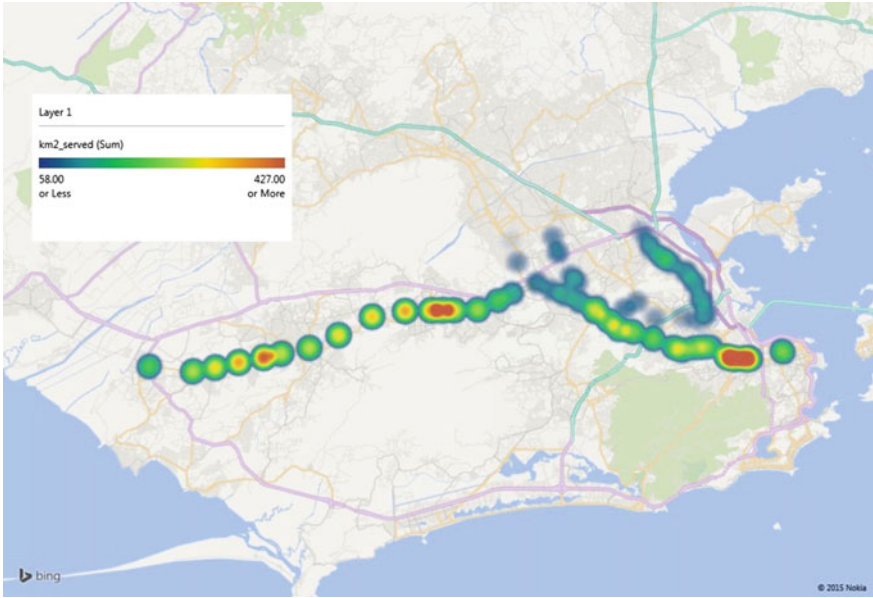 Layer 1
km2_served (Sum)
58.00 427.00
or Less or More
bing
© 2015 Nokia